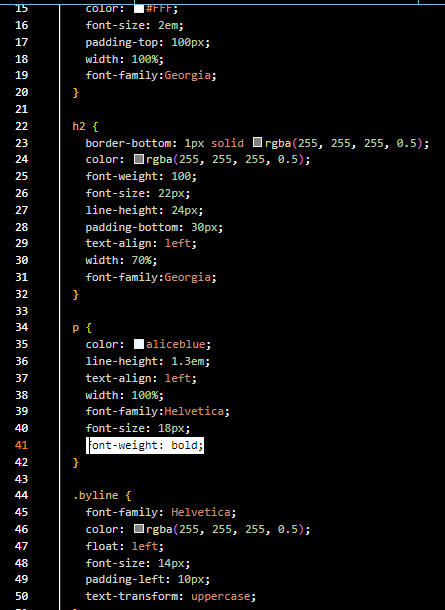 15 color: #FFF;
16 font-size: 2em;
17 padding-top: 100px;
18 width: 100%;
19 font-family:Georgia;
20 }
21
22 h2 {
23 border-bottom: 1px solid rgba(255, 255, 255, 0.5);
24 color: rgba(255, 255, 255, 0.5);
25 font-weight: 100;
26 font-size: 22px;
27 line-height: 24px;
28 padding-bottom: 30px;
29 text-align: left;
30 width: 70%;
31 font-family:Georgia;
32 }
33
34 p {
35 color: aliceblue;
36 line-height: 1.3em;
37 text-align: left;
38 width: 100%;
39 font-family:Helvetica;
40 font-size: 18px;
41 font-weight: bold;
42 }
43
44 .byline {
45 font-family: Helvetica;
46 color: rgba(255, 255, 255, 0.5);
47 float: left;
48 font-size: 14px;
49 padding-left: 10px;
50 text-transform: uppercase;